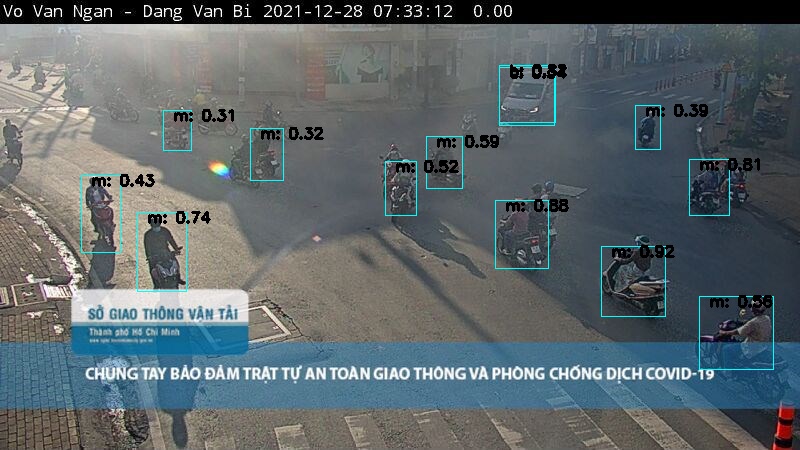 Vo Van Ngan - Dang Van Bi 2021-12-28 07:33:12 0.00
m: 0.31
m: 0.32
m: 0.59
m: 0.52
m: 0.39
m: 0.81
m: 0.43
m: 0.74
m: 0.88
m: 0.92
m: 0.56
SỞ GIAO THÔNG VẬN TẢI
Thành phố Hồ Chí Minh
CHUNG TAY BẢO ĐẢM TRẬT TỰ AN TOÀN GIAO THÔNG VÀ PHÒNG CHỐNG DỊCH COVID-19